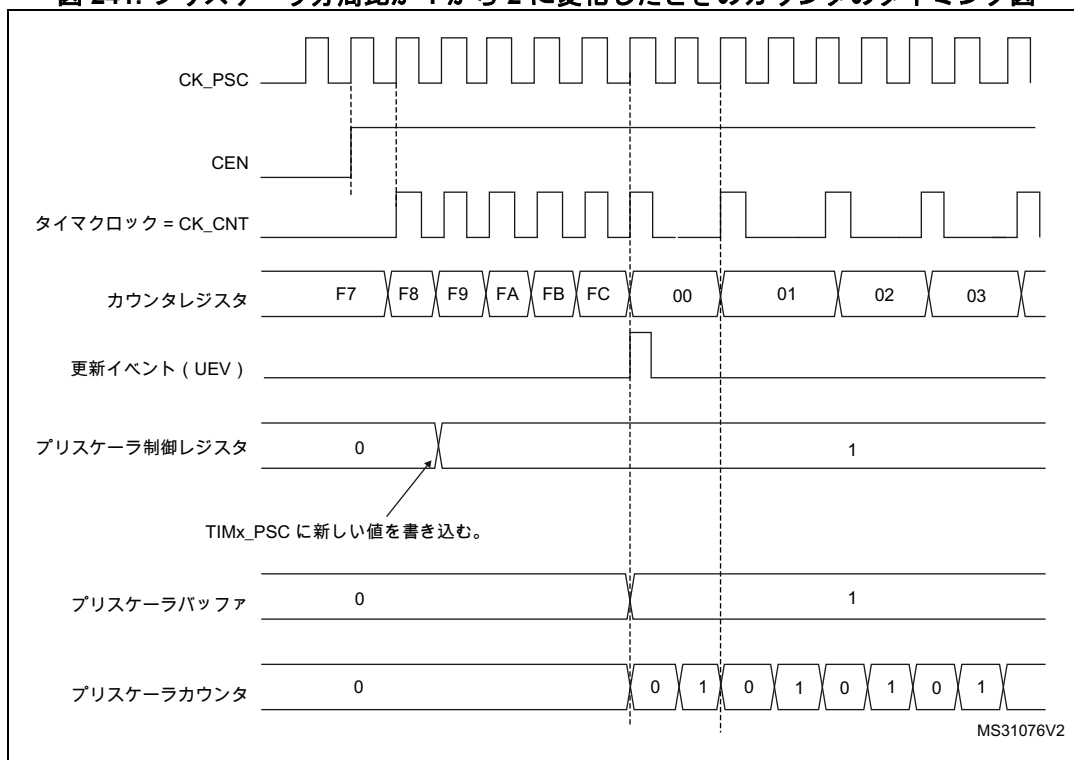 図 241. プリスケーラ分周比が 1 から 2 に変化したときのカウンタのタイミング図
CK_PSC
CEN
タイマクロック = CK_CNT
カウンタレジスタ F7 F8 F9 FA FB FC 00 01 02 03
更新イベント ( UEV )
プリスケーラ制御レジスタ 0 1
TIMx_PSC に新しい値を書き込む。
プリスケーラバッファ 0 1
プリスケーラカウンタ 0 0 1 0 1 0 1 0 1
MS31076V2